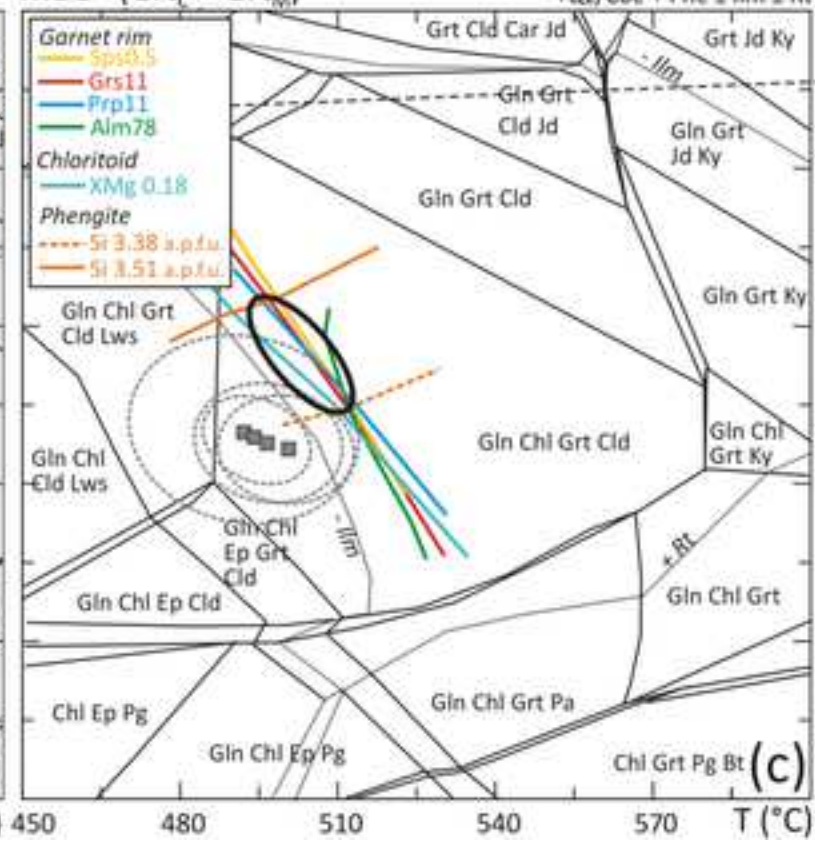 Garnet rim
Sps0.5
Grs11
Prp11
Alm78
Chloritoid
XMg 0.18
Phengite
Si 3.38 a.p.f.u.
Si 3.51 a.p.f.u.
Grt Cld Car Jd
Grt Jd Ky
- Ilm
Gln Grt
Cld Jd
Gln Grt
Jd Ky
Gln Grt Cld
Gln Grt Ky
Gln Chl Grt
Cld Lws
Gln Chl Grt Cld
Gln Chl
Grt Ky
Gln Chl
Cld Lws
Gln Chl
Ep Grt
Cld
- Ilm
+ Rt
Gln Chl Ep Cld
Gln Chl Grt
Chl Ep Pg
Gln Chl Grt Pa
Gln Chl Ep Pg
Chl Grt Pg Bt
(c)
450 480 510 540 570 T (°C)